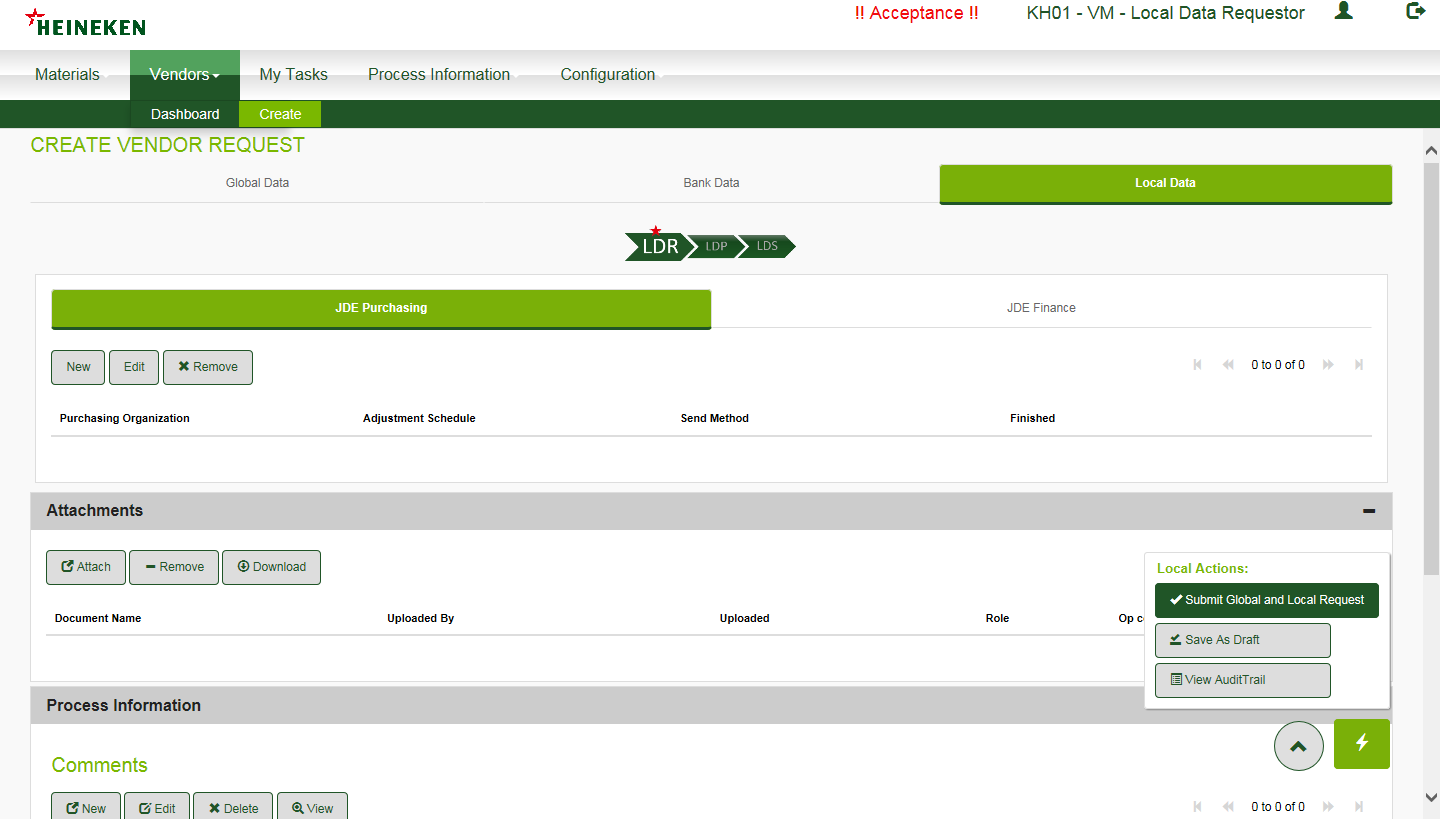 HEINEKEN
!! Acceptance !! KH01 - VM - Local Data Requestor
Materials Vendors My Tasks Process Information Configuration
Dashboard Create
CREATE VENDOR REQUEST
Global Data Bank Data Local Data
LDR LDP LDS
JDE Purchasing JDE Finance
New Edit Remove 0 to 0 of 0
Purchasing Organization Adjustment Schedule Send Method Finished
Attachments
Attach Remove Download
Document Name Uploaded By Uploaded Role Op c
Local Actions:
Submit Global and Local Request
Save As Draft
View AuditTrail
Process Information
Comments
New Edit Delete View 0 to 0 of 0